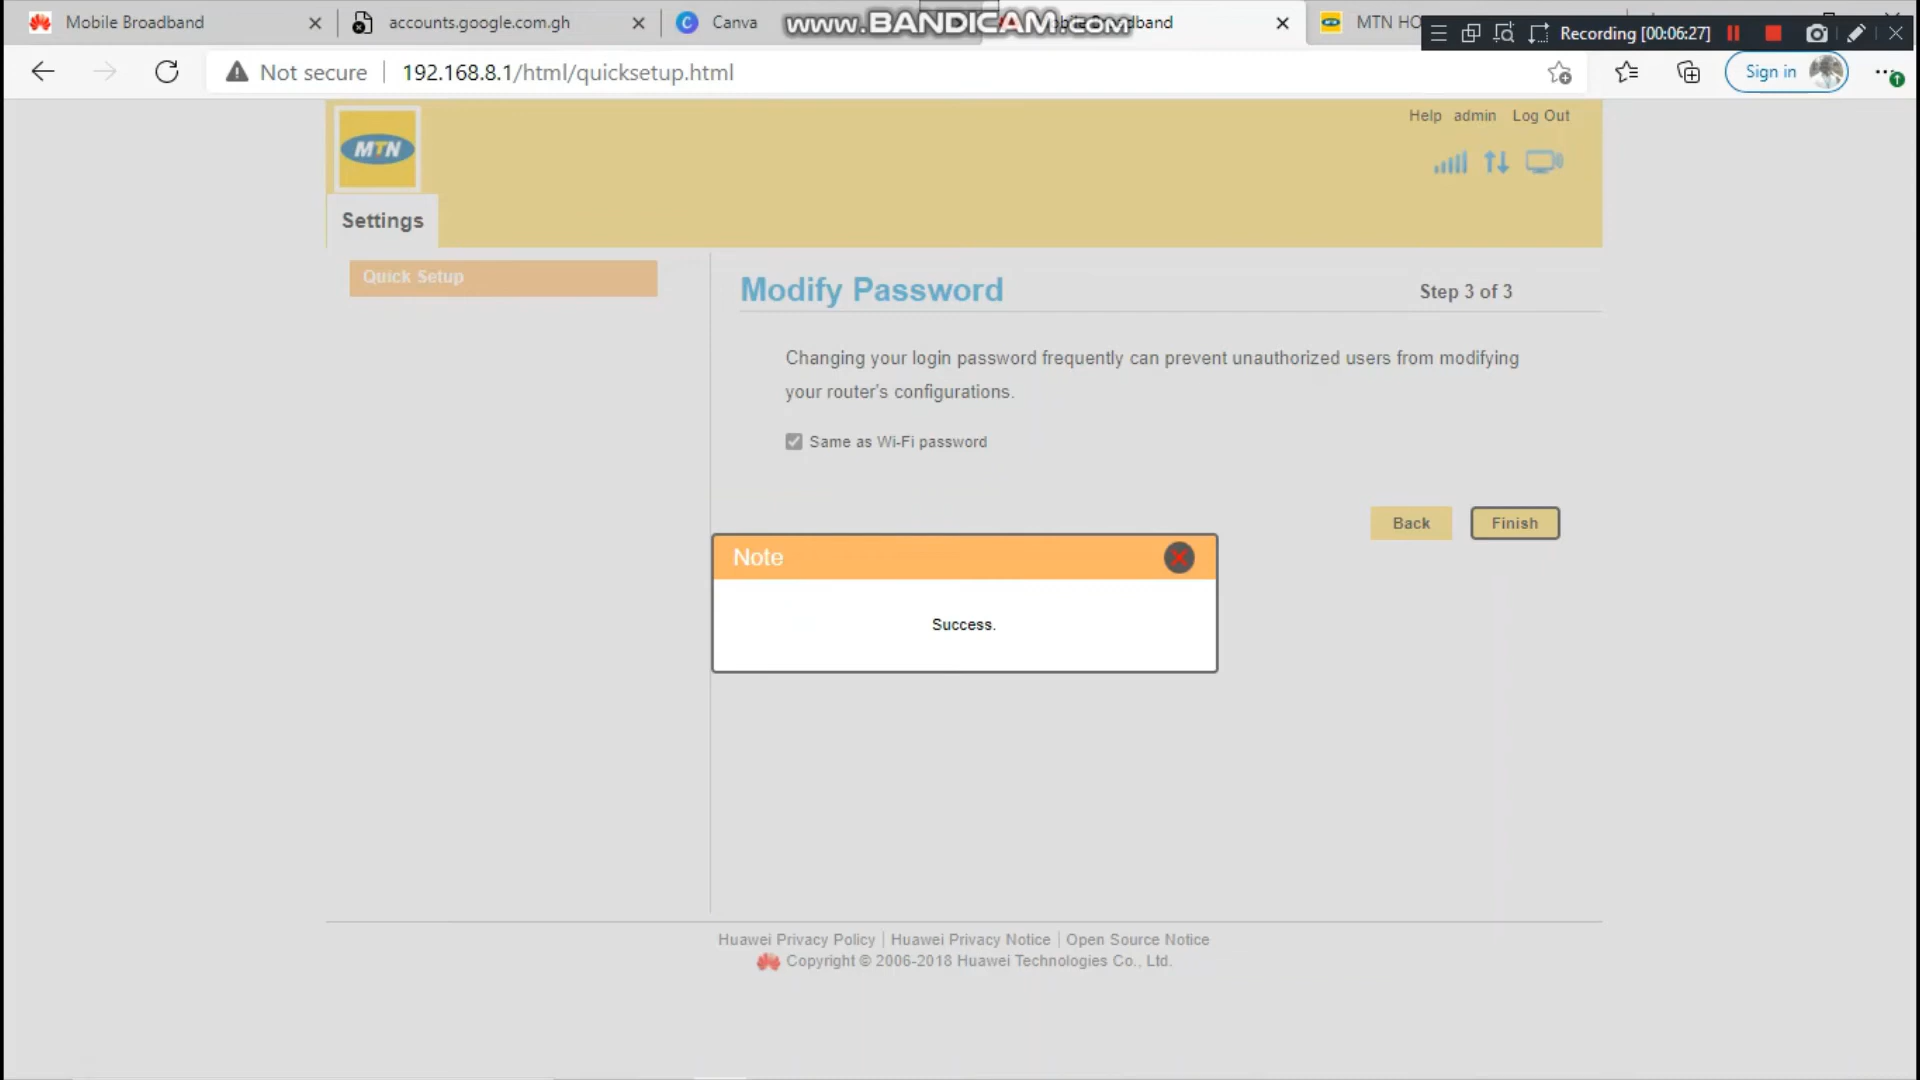 Mobile Broadband
accounts.google.com.gh
Canva
www.BANDICAM.com
Broadband
MTN HO
Recording [00:06:27]
Not secure
192.168.8.1/html/quicksetup.html
Sign in
Help admin Log Out
MTN
Settings
Quick Setup
Modify Password
Step 3 of 3
Changing your login password frequently can prevent unauthorized users from modifying
your router's configurations.
Same as Wi-Fi password
Back
Finish
Note
Success.
Huawei Privacy Policy | Huawei Privacy Notice | Open Source Notice
Copyright © 2006-2018 Huawei Technologies Co., Ltd.